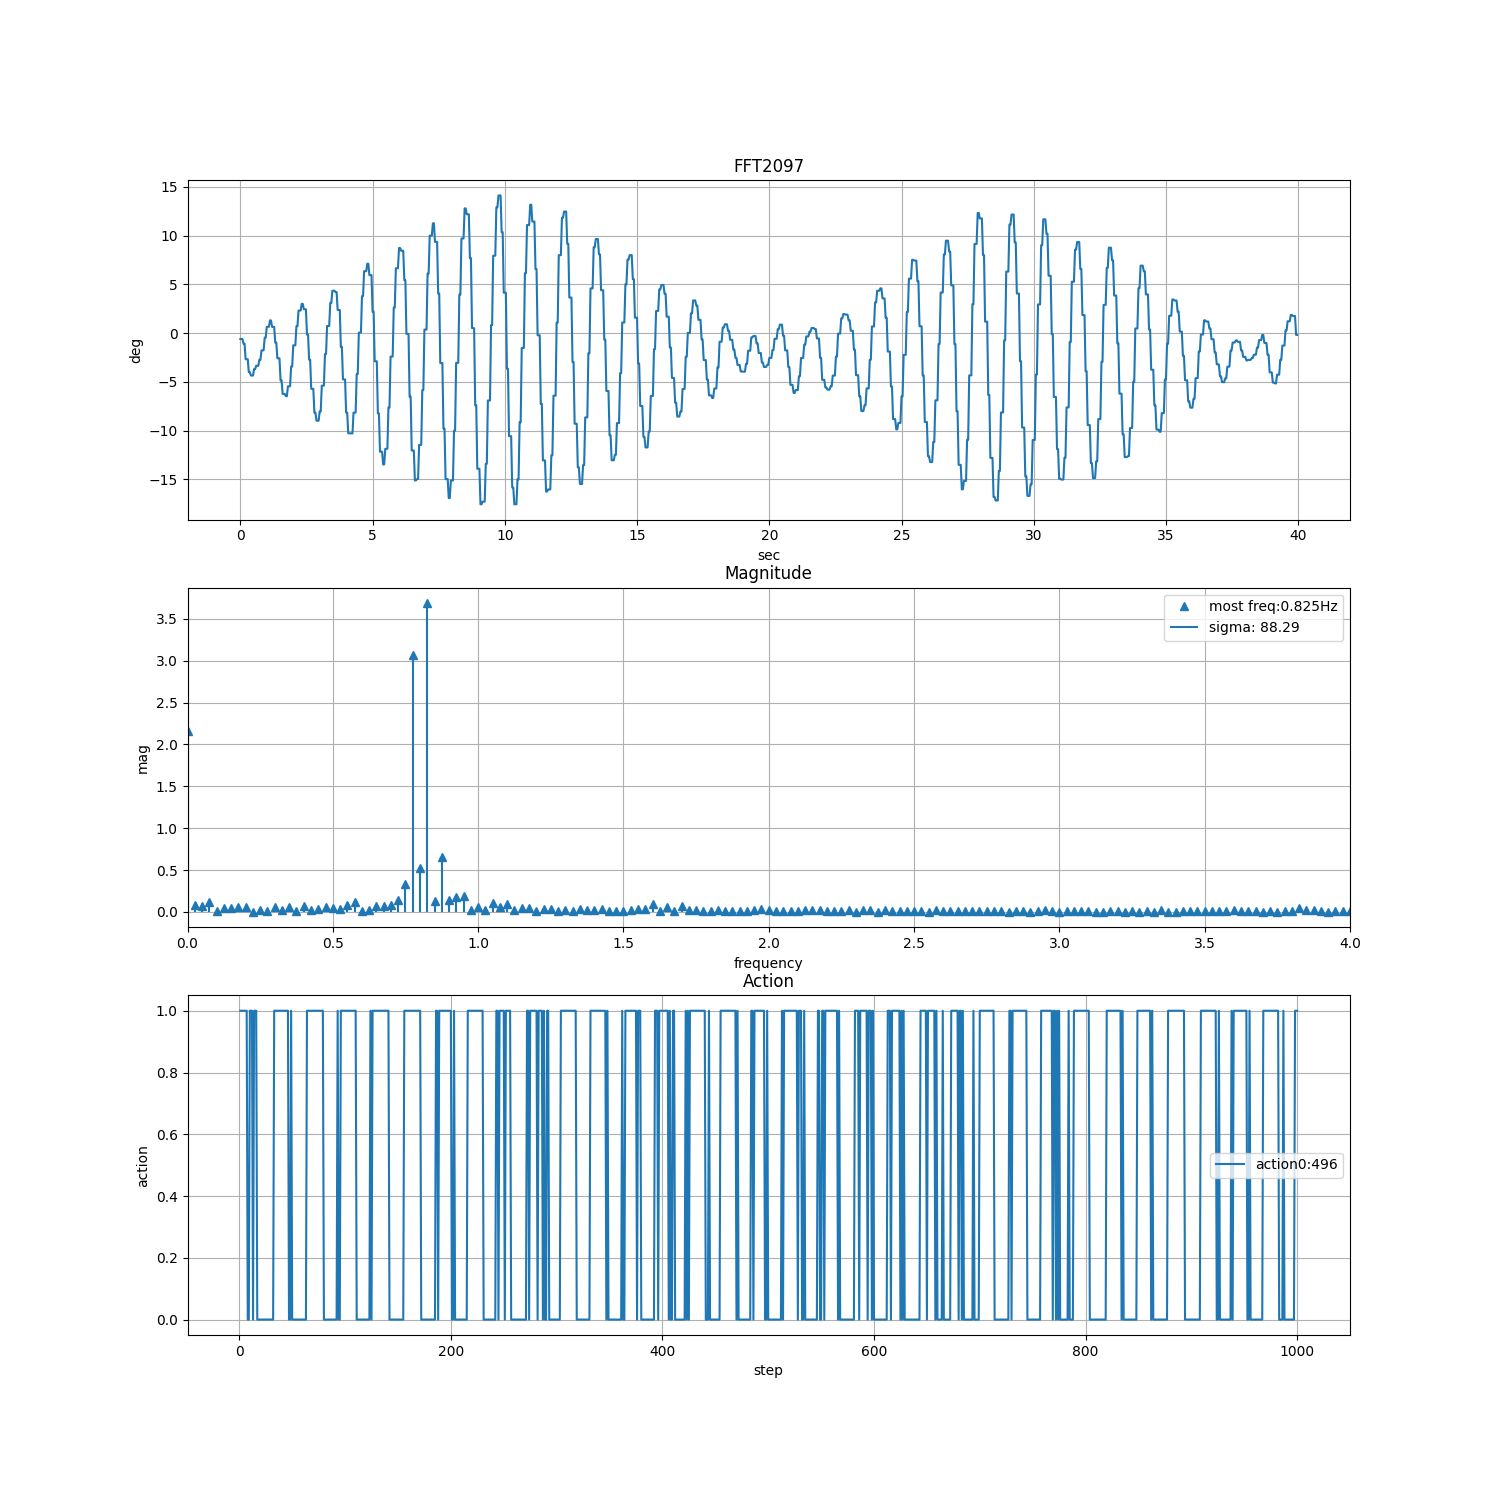 FFT2097
15
10
5
0
−5
−10
−15
deg
0 5 10 15 20 25 30 35 40
sec
Magnitude
3.5
3.0
2.5
2.0
1.5
1.0
0.5
0.0
mag
most freq:0.825Hz
sigma: 88.29
0.0 0.5 1.0 1.5 2.0 2.5 3.0 3.5 4.0
frequency
Action
1.0
0.8
0.6
0.4
0.2
0.0
action
action0:496
0 200 400 600 800 1000
step